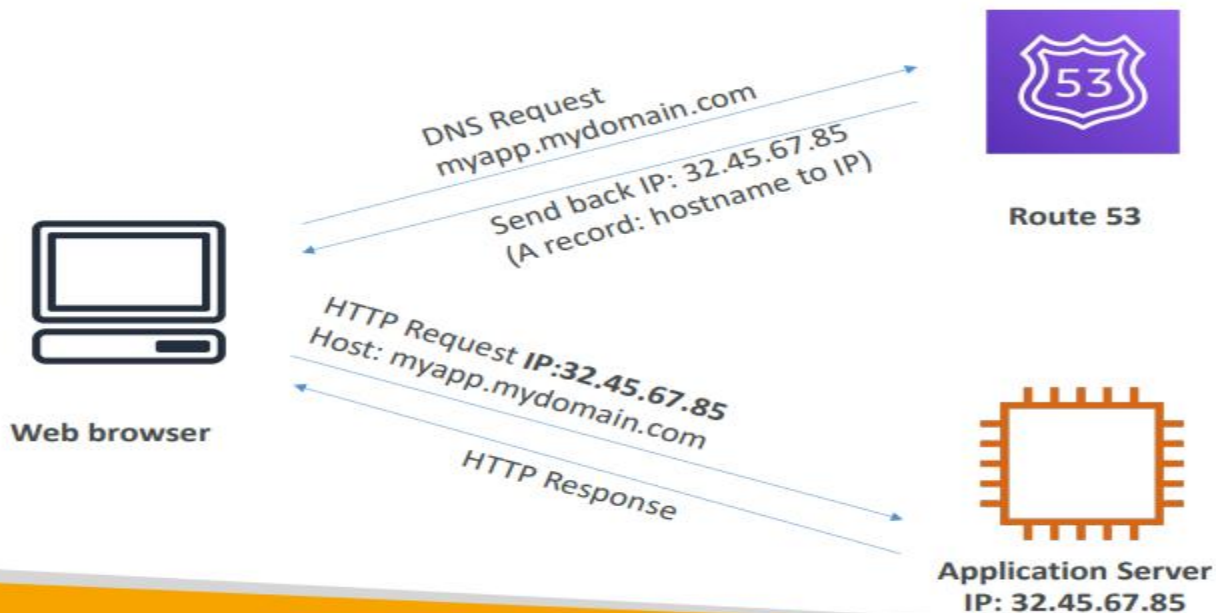 DNS Request
myapp.mydomain.com
Send back IP: 32.45.67.85
(A record: hostname to IP)
53
Route 53
HTTP Request IP:32.45.67.85
Host: myapp.mydomain.com
HTTP Response
Web browser
Application Server
IP: 32.45.67.85